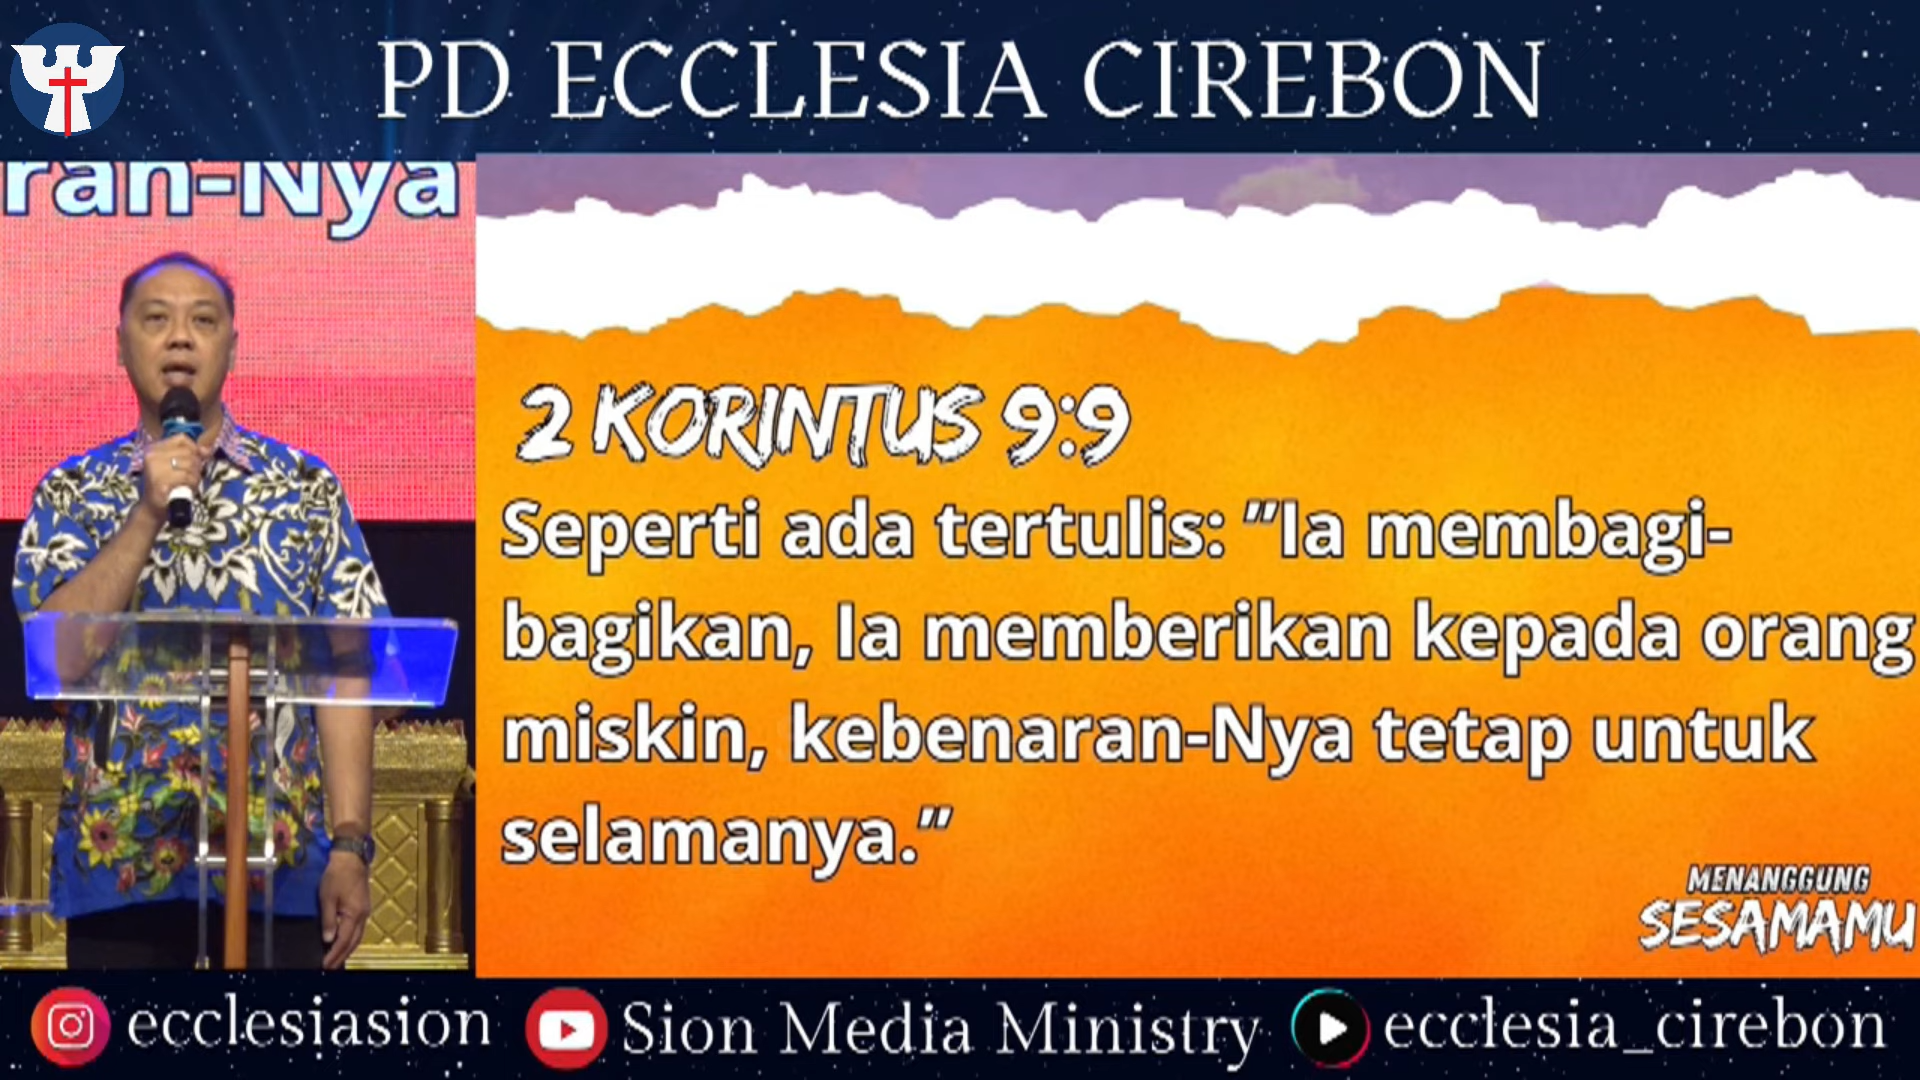 PD ECCLESIA CIREBON
ran-Nya
2 KORINTUS 9:9
Seperti ada tertulis: "Ia membagi-
bagikan, Ia memberikan kepada orang
miskin, kebenaran-Nya tetap untuk
selamanya."
MENANGGUNG
SESAMAMU
ecclesiasion
Sion Media Ministry
ecclesia_cirebon